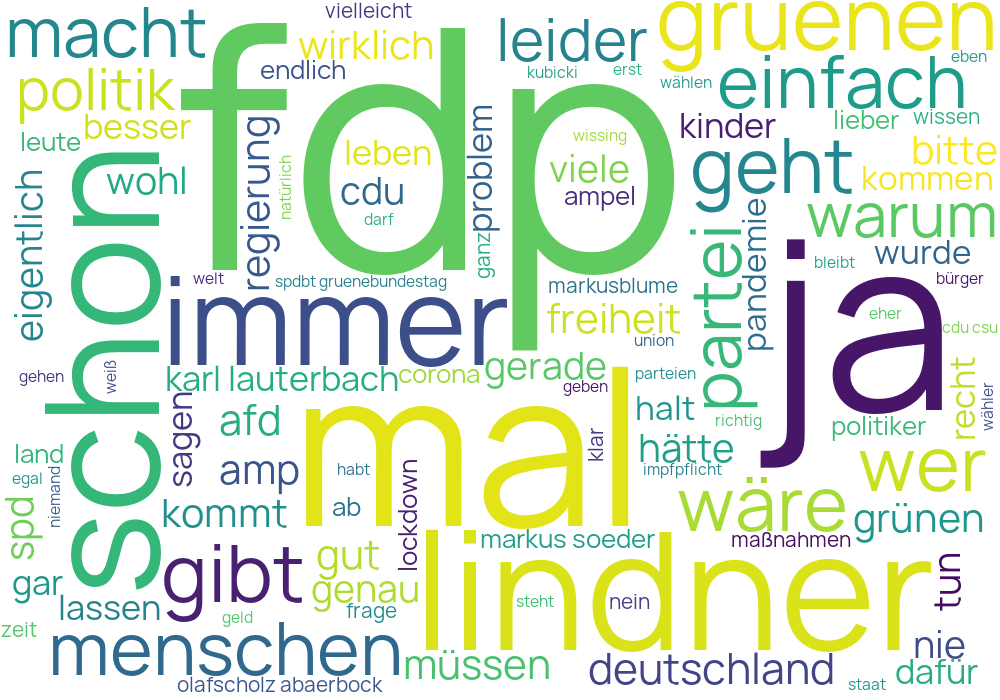 vielleicht
macht
fdp
wirklich
leider
gruenen
endlich
kubicki
erst
eben
politik
wählen
einfach
besser
leute
regierung
natürlich
leben
problem
wissing
kinder
lieber
wissen
schon
wohl
cdu
viele
ampel
geht
bitte
kommen
eigentlich
darf
ganz
pandemie
warum
partei
wurde
welt
spdbt gruenebundestag
markusblume
bleibt
bürger
immer
freiheit
ja
eher
union
cdu csu
gehen
weiß
karl lauterbach
corona
gerade
geben
parteien
recht
wähler
sagen
afd
mal
halt
richtig
politiker
land
egal
niemand
amp
habt
klar
hätte
impfpflicht
wer
spd
kommt
ab
lockdown
wäre
grünen
markus soeder
maßnahmen
gar
gibt
gut
lindner
tun
lassen
genau
frage
steht
nein
zeit
geld
menschen
müssen
deutschland
nie
dafür
olafscholz abaerbock
staat